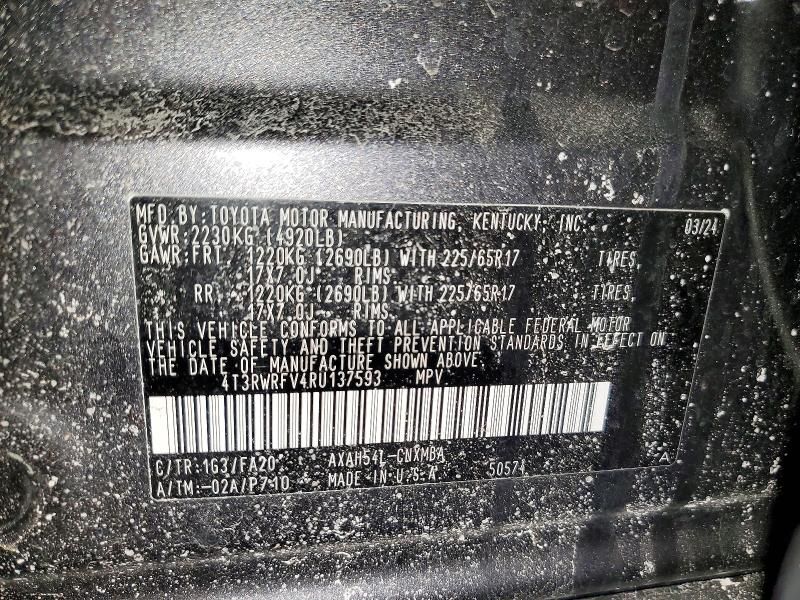 MFD. BY: TOYOTA MOTOR MANUFACTURING, KENTUCKY, INC. 03/24
GVWR: 2230KG (4920LB)
GAWR: FRT. 1220KG (2690LB) WITH 225/65R17 TIRES,
17X7.0J RIMS.
RR. 1220KG (2690LB) WITH 225/65R17 TIRES,
17X7.0J RIMS.
THIS VEHICLE CONFORMS TO ALL APPLICABLE FEDERAL MOTOR
VEHICLE SAFETY AND THEFT PREVENTION STANDARDS IN EFFECT ON
THE DATE OF MANUFACTURE SHOWN ABOVE.
4T3RWRFV4RU137593 MPV
C/TR: 1G3/FA20 AXAH54L-CNXMBA 50574 A
A/TM: -02A/P710 MADE IN U.S.A